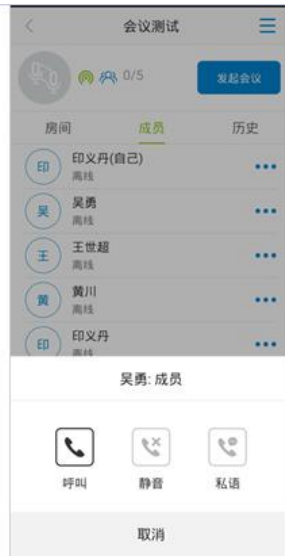 会议测试
0/5
发起会议
房间 成员 历史
印 印义丹(自己)
离线
吴 吴勇
离线
王 王世超
离线
黄 黄川
离线
印 印义丹
离线
吴勇: 成员
呼叫 静音 私语
取消